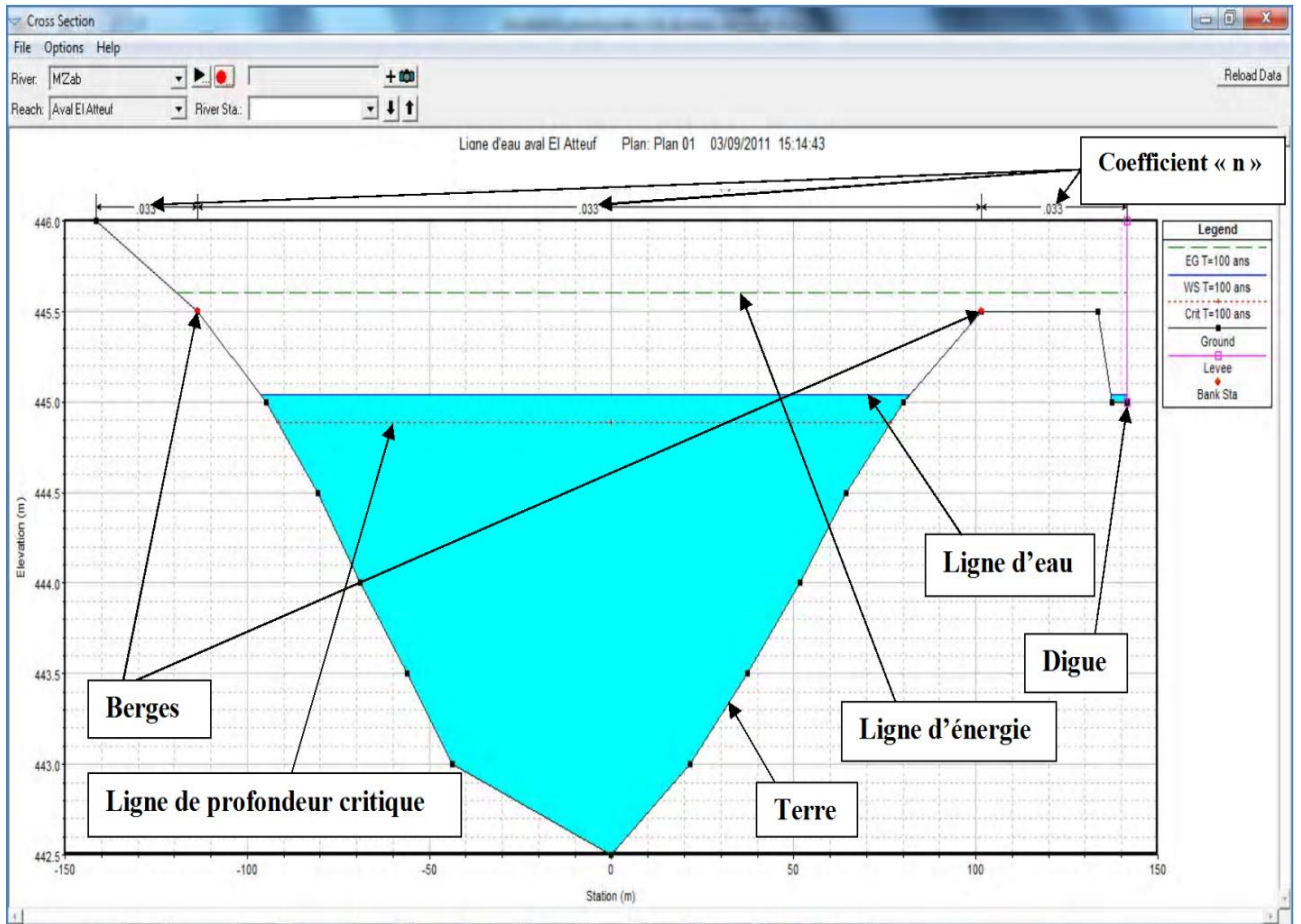 Cross Section
File Options Help
River: M'Zab
Reload Data
Reach: Aval El Atteuf River Sta.:
Ligne d'eau aval El Atteuf Plan: Plan 01 03/09/2011 15:14:43
Coefficient « n »
.033 .033 .033
446.0
445.5
445.0
444.5
444.0
443.5
443.0
442.5
Elevation (m)
Legend
EG T=100 ans
WS T=100 ans
Crit T=100 ans
Ground
Levee
Bank Sta
Ligne d'eau
Digue
Berges
Ligne d'énergie
Ligne de profondeur critique
Terre
-150 -100 -50 0 50 100 150
Station (m)